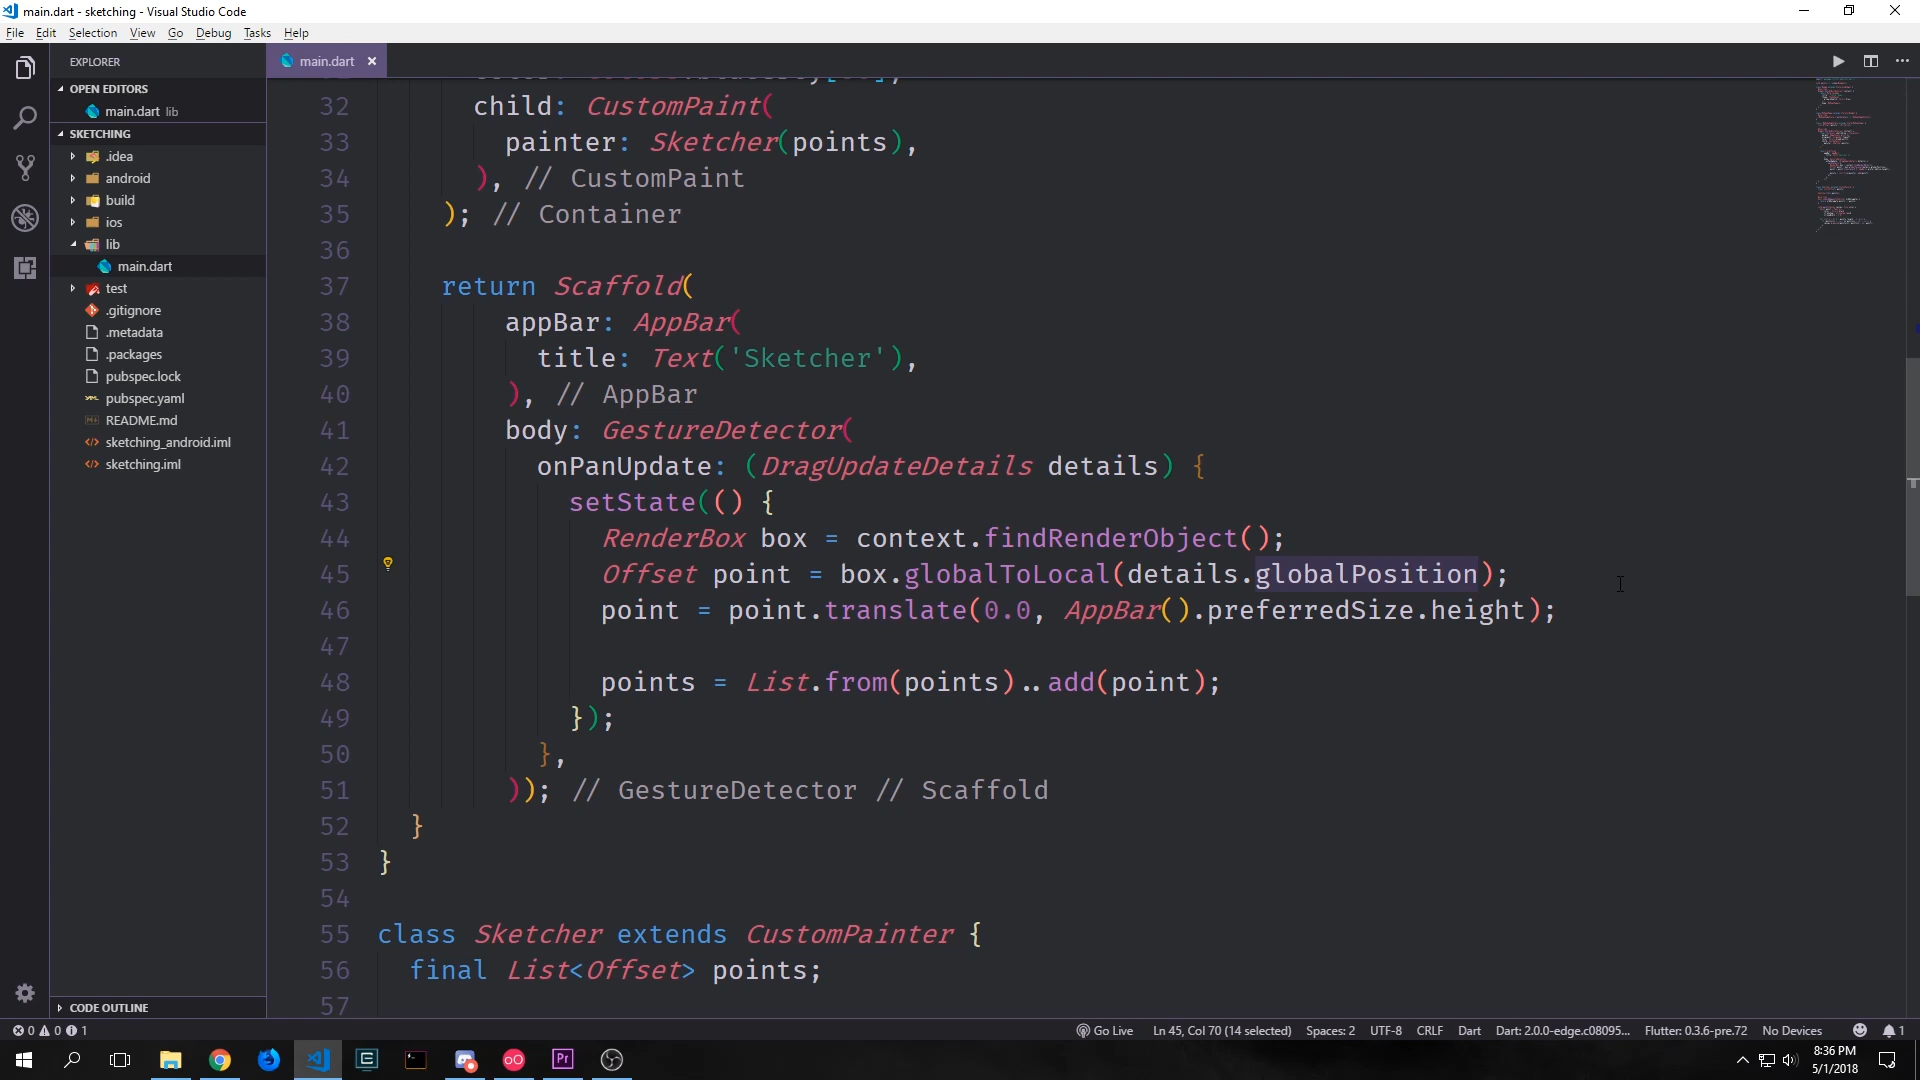 main.dart - sketching - Visual Studio Code
File Edit Selection View Go Debug Tasks Help
EXPLORER
OPEN EDITORS
main.dart lib
SKETCHING
.idea
android
build
ios
lib
main.dart
test
.gitignore
.metadata
.packages
pubspec.lock
pubspec.yaml
README.md
sketching_android.iml
sketching.iml
CODE OUTLINE
main.dart
32 child: CustomPaint(
33 painter: Sketcher(points),
34 ), // CustomPaint
35 ); // Container
36
37 return Scaffold(
38 appBar: AppBar(
39 title: Text('Sketcher'),
40 ), // AppBar
41 body: GestureDetector(
42 onPanUpdate: (DragUpdateDetails details) {
43 setState(() {
44 RenderBox box = context.findRenderObject();
45 Offset point = box.globalToLocal(details.globalPosition);
46 point = point.translate(0.0, AppBar().preferredSize.height);
47
48 points = List.from(points)..add(point);
49 });
50 },
51 )); // GestureDetector // Scaffold
52 }
53 }
54
55 class Sketcher extends CustomPainter {
56 final List<Offset> points;
57
0 0 1
Go Live Ln 45, Col 70 (14 selected) Spaces: 2 UTF-8 CRLF Dart Dart: 2.0.0-edge.c08095... Flutter: 0.3.6-pre.72 No Devices 1
8:36 PM
5/1/2018